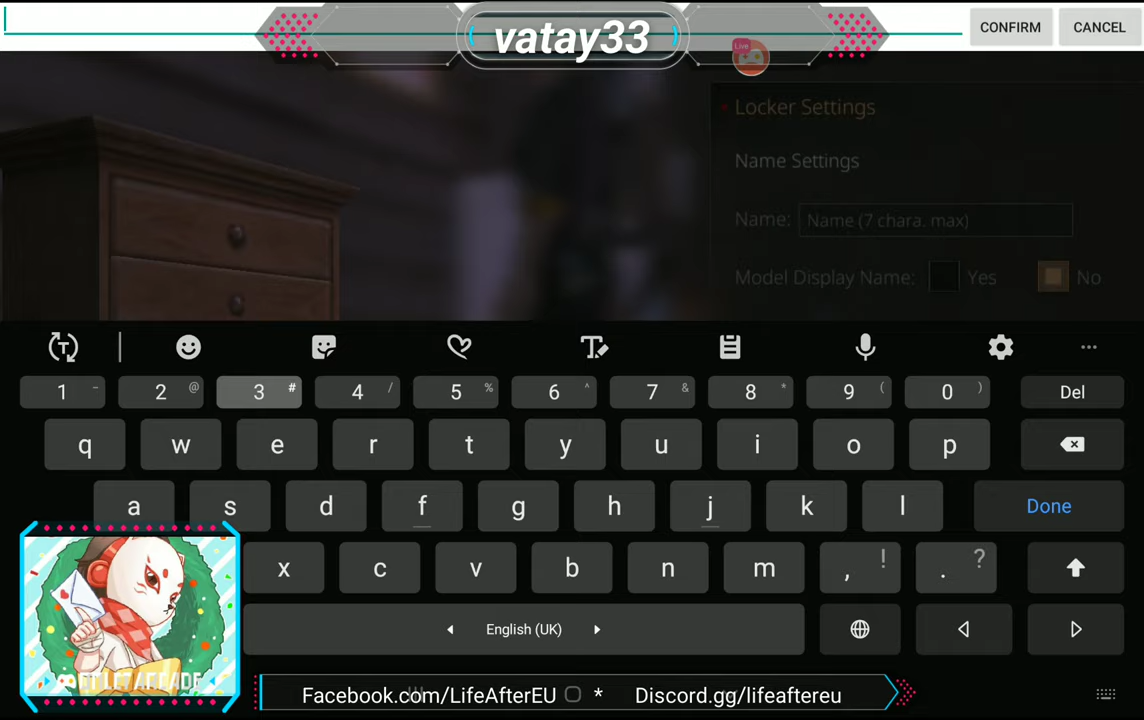 vatay33
CONFIRM
CANCEL
Live
Locker Settings
Name Settings
Name: Name (7 chara. max)
Model Display Name: Yes No
1 - 2 @ 3 # 4 / 5 % 6 ^ 7 & 8 * 9 ( 0 ) Del
q w e r t y u i o p
a s d f g h j k l Done
x c v b n m , ! . ?
English (UK)
Facebook.com/LifeAfterEU * Discord.gg/lifeaftereu